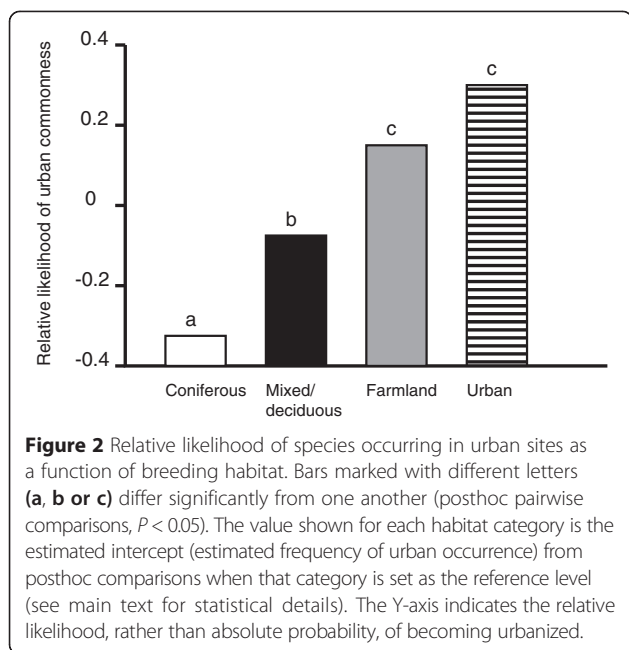 0.4
0.2
0
-0.2
-0.4
Relative likelihood of urban commonness
a
b
c
c
Coniferous
Mixed/
deciduous
Farmland
Urban
Figure 2 Relative likelihood of species occurring in urban sites as
a function of breeding habitat. Bars marked with different letters
(a, b or c) differ significantly from one another (posthoc pairwise
comparisons, P < 0.05). The value shown for each habitat category is the
estimated intercept (estimated frequency of urban occurrence) from
posthoc comparisons when that category is set as the reference level
(see main text for statistical details). The Y-axis indicates the relative
likelihood, rather than absolute probability, of becoming urbanized.